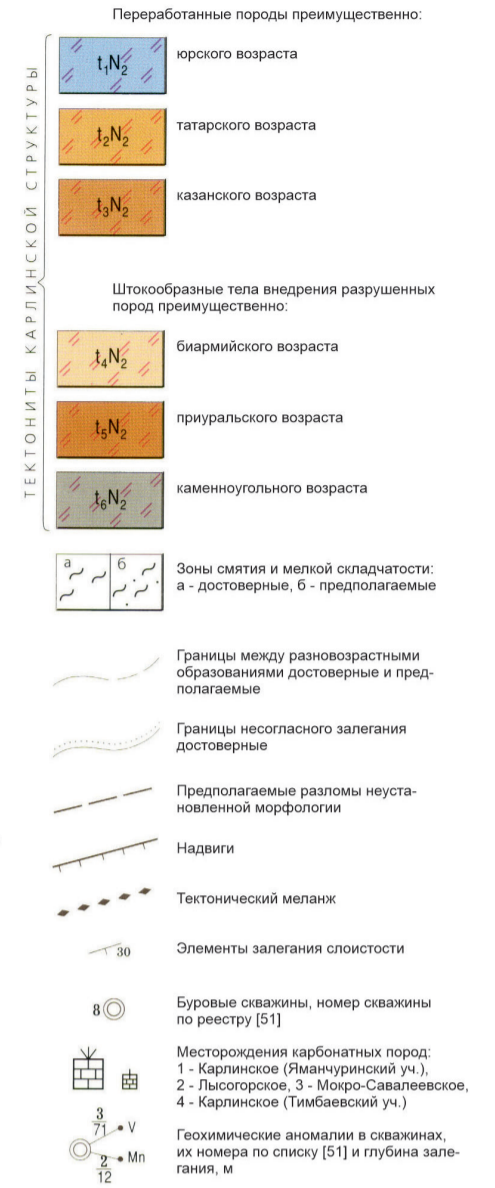 Переработанные породы преимущественно:
ТЕКТОНИТЫ КАРЛИНСКОЙ СТРУКТУРЫ
t₁N₂
юрского возраста
t₂N₂
татарского возраста
t₃N₂
казанского возраста
Штокообразные тела внедрения разрушенных
пород преимущественно:
t₄N₂
биармийского возраста
t₅N₂
приуральского возраста
t₆N₂
каменноугольного возраста
а б
Зоны смятия и мелкой складчатости:
а - достоверные, б - предполагаемые
Границы между разновозрастными
образованиями достоверные и пред-
полагаемые
Границы несогласного залегания
достоверные
Предполагаемые разломы неуста-
новленной морфологии
Надвиги
Тектонический меланж
30
Элементы залегания слоистости
8
Буровые скважины, номер скважины
по реестру [51]
Месторождения карбонатных пород:
1 - Карлинское (Яманчуринский уч.),
2 - Лысогорское, 3 - Мокро-Савалеевское,
4 - Карлинское (Тимбаевский уч.)
3
71
V
2
12
Mn
Геохимические аномалии в скважинах,
их номера по списку [51] и глубина зале-
гания, м